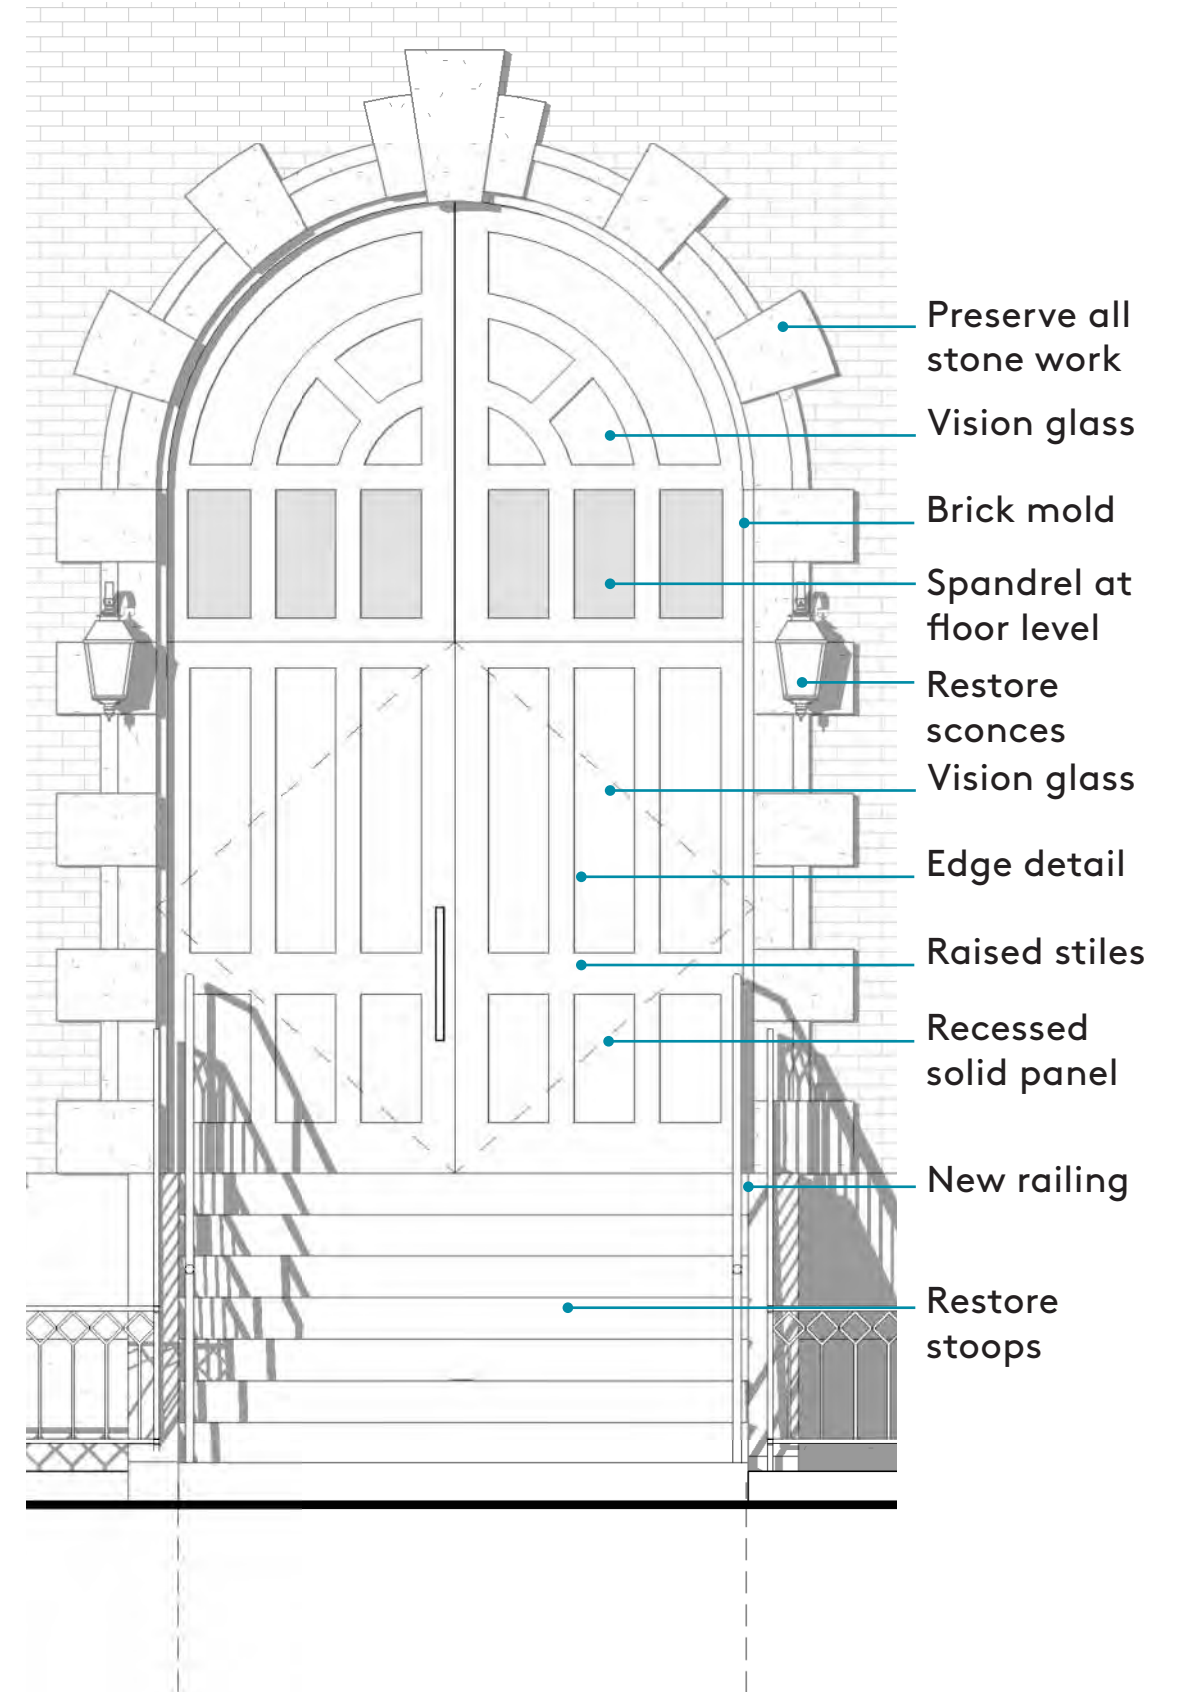 Preserve all
stone work
Vision glass
Brick mold
Spandrel at
floor level
Restore
sconces
Vision glass
Edge detail
Raised stiles
Recessed
solid panel
New railing
Restore
stoops